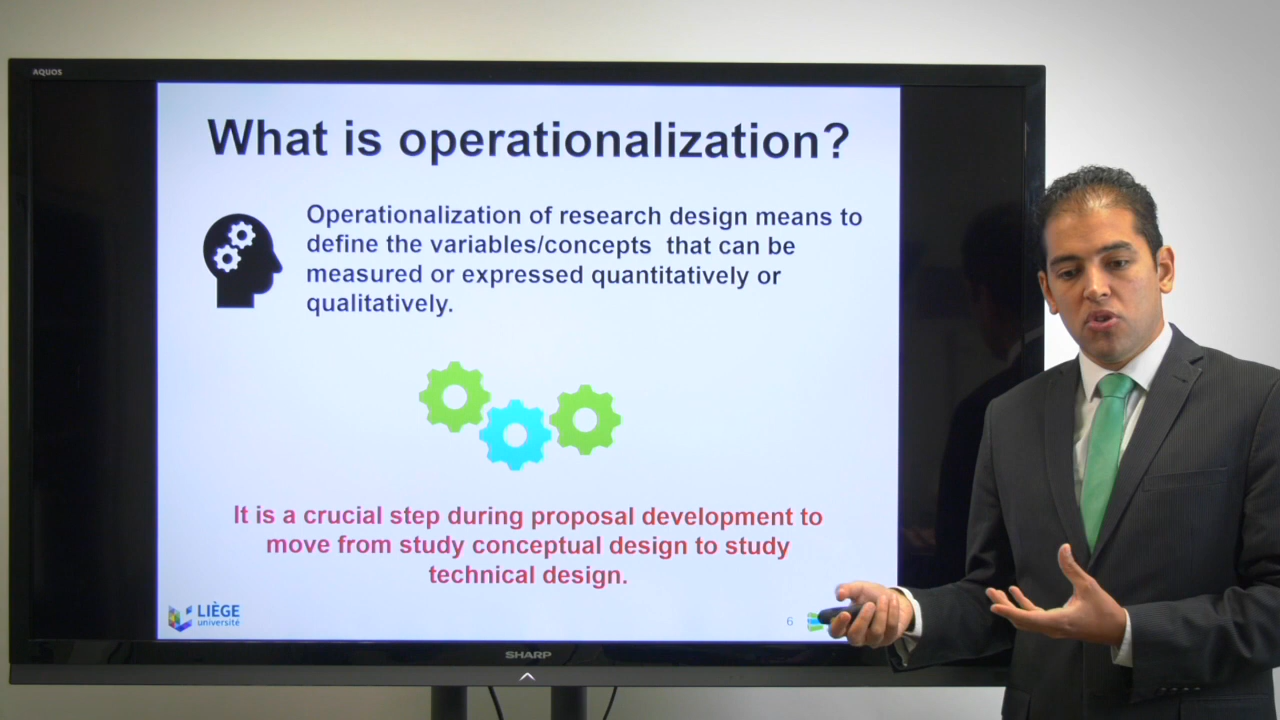 AQUOS
What is operationalization?
Operationalization of research design means to
define the variables/concepts that can be
measured or expressed quantitatively or
qualitatively.
It is a crucial step during proposal development to
move from study conceptual design to study
technical design.
LIÈGE
université
6
SHARP